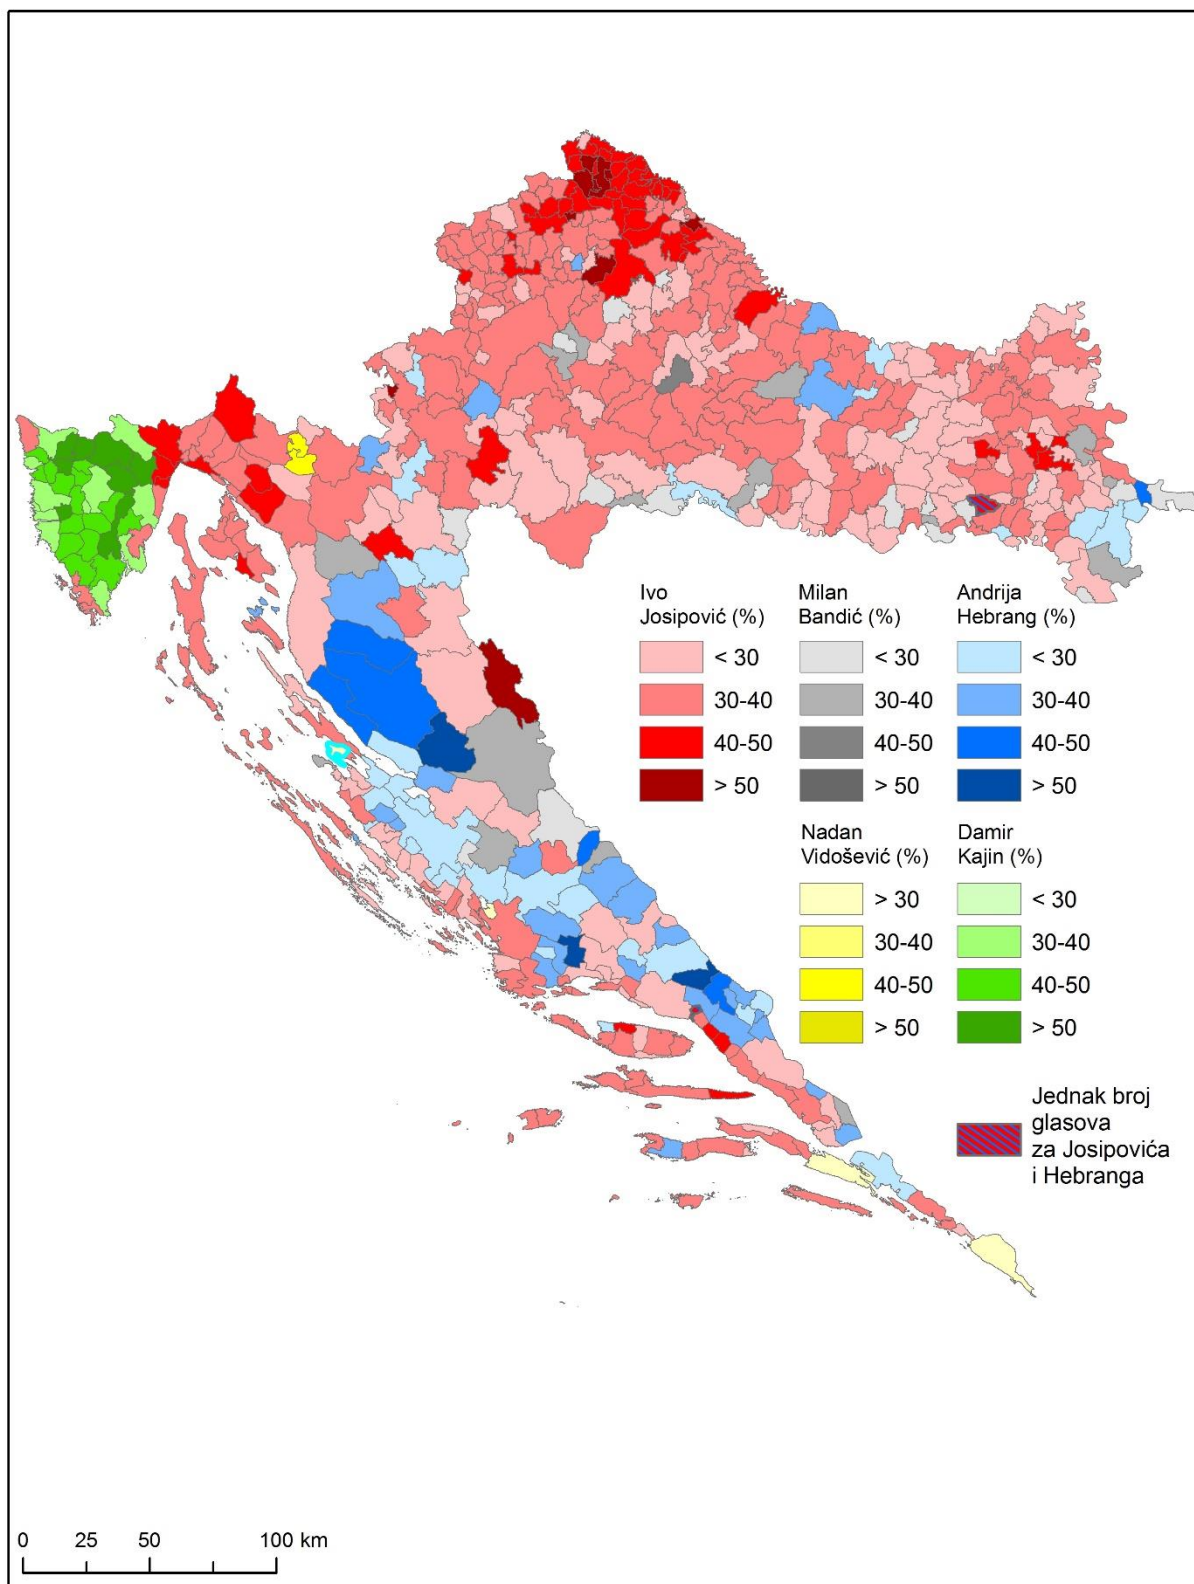 Ivo
Josipović (%)
< 30
30-40
40-50
> 50
Milan
Bandić (%)
< 30
30-40
40-50
> 50
Andrija
Hebrang (%)
< 30
30-40
40-50
> 50
Nadan
Vidošević (%)
> 30
30-40
40-50
> 50
Damir
Kajin (%)
< 30
30-40
40-50
> 50
Jednak broj
glasova
za Josipovića
i Hebranga
0 25 50 100 km